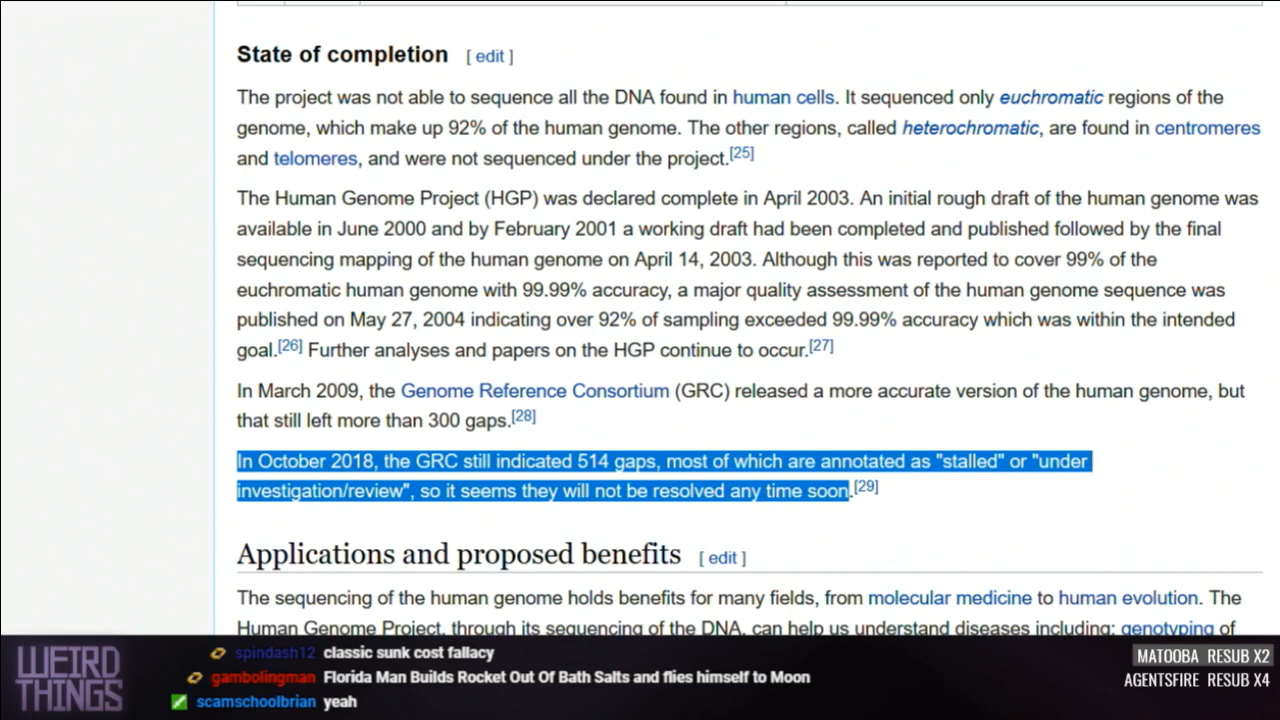 State of completion [ edit ]
The project was not able to sequence all the DNA found in human cells. It sequenced only euchromatic regions of the
genome, which make up 92% of the human genome. The other regions, called heterochromatic, are found in centromeres
and telomeres, and were not sequenced under the project.[25]
The Human Genome Project (HGP) was declared complete in April 2003. An initial rough draft of the human genome was
available in June 2000 and by February 2001 a working draft had been completed and published followed by the final
sequencing mapping of the human genome on April 14, 2003. Although this was reported to cover 99% of the
euchromatic human genome with 99.99% accuracy, a major quality assessment of the human genome sequence was
published on May 27, 2004 indicating over 92% of sampling exceeded 99.99% accuracy which was within the intended
goal.[26] Further analyses and papers on the HGP continue to occur.[27]
In March 2009, the Genome Reference Consortium (GRC) released a more accurate version of the human genome, but
that still left more than 300 gaps.[28]
In October 2018, the GRC still indicated 514 gaps, most of which are annotated as "stalled" or "under
investigation/review", so it seems they will not be resolved any time soon.[29]
Applications and proposed benefits [ edit ]
The sequencing of the human genome holds benefits for many fields, from molecular medicine to human evolution. The
Human Genome Project, through its sequencing of the DNA, can help us understand diseases including: genotyping of
WEIRD
THINGS
spindash12 classic sunk cost fallacy
gambolingman Florida Man Builds Rocket Out Of Bath Salts and flies himself to Moon
scamschoolbrian yeah
MATOOBA RESUB X2
AGENTSFIRE RESUB X4